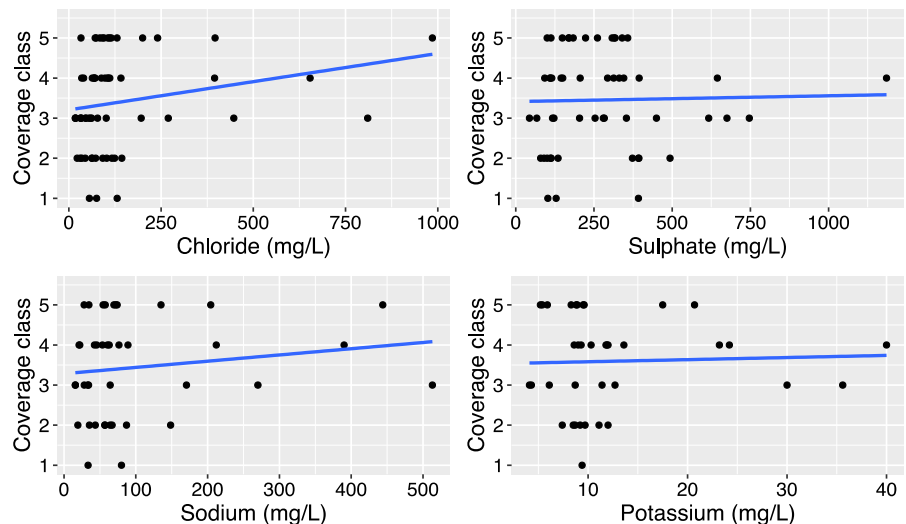 Coverage class
5
4
3
2
1
0 250 500 750 1000
Chloride (mg/L)
Coverage class
5
4
3
2
1
0 250 500 750 1000
Sulphate (mg/L)
Coverage class
5
4
3
2
1
0 100 200 300 400 500
Sodium (mg/L)
Coverage class
5
4
3
2
1
10 20 30 40
Potassium (mg/L)